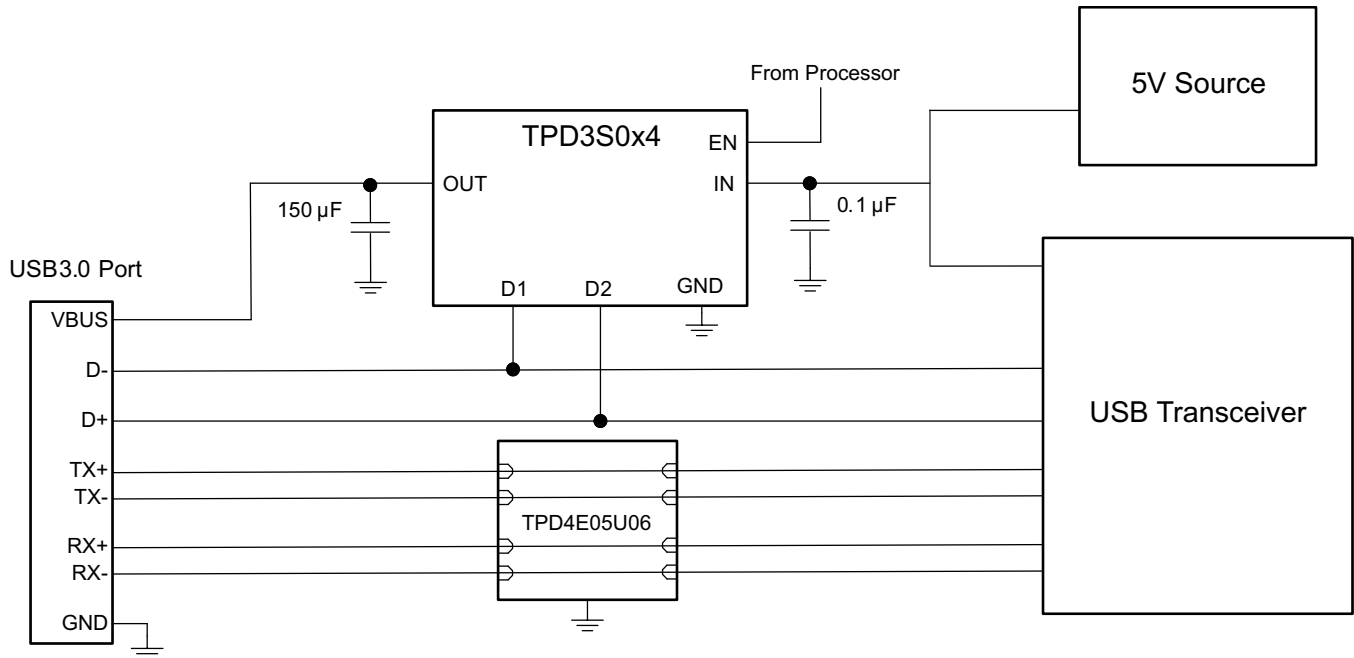 5V Source
From Processor
TPD3S0x4
EN
OUT
IN
150 µF
0.1 µF
USB3.0 Port
D1
D2
GND
VBUS
D-
D+
USB Transceiver
TX+
TX-
TPD4E05U06
RX+
RX-
GND